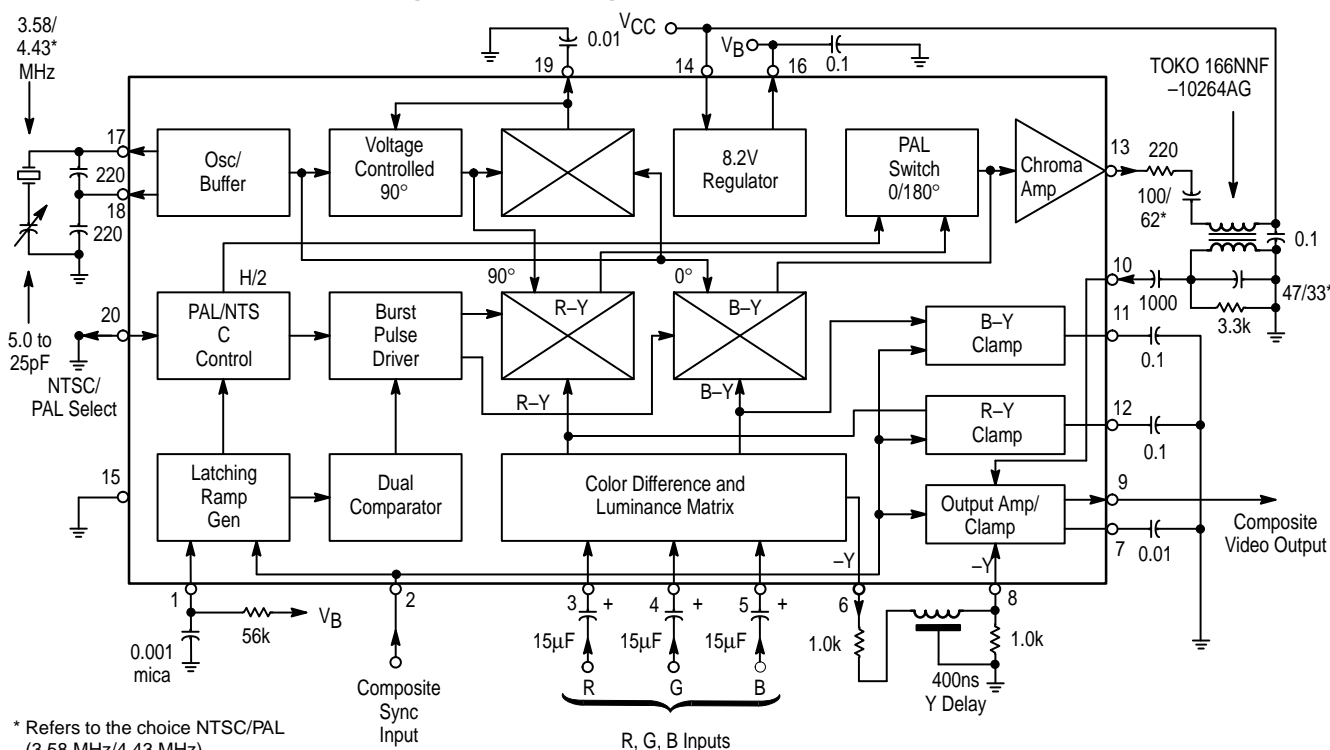 3.58/
4.43*
MHz
0.01
VCC
VB
0.1
19
14
16
TOKO 166NNF
–10264AG
17
Osc/
Buffer
Voltage
Controlled
90°
8.2V
Regulator
PAL
Switch
0/180°
Chroma
Amp
13
220
220
18
220
100/
62*
0.1
H/2
90°
0°
10
1000
47/33*
3.3k
20
PAL/NTS
C
Control
Burst
Pulse
Driver
R–Y
B–Y
B–Y
Clamp
11
0.1
5.0 to
25pF
NTSC/
PAL Select
R–Y
B–Y
R–Y
Clamp
12
0.1
15
Latching
Ramp
Gen
Dual
Comparator
Color Difference and
Luminance Matrix
Output Amp/
Clamp
9
Composite
Video Output
7
0.01
–Y
–Y
1
2
3
+
4
+
5
+
6
8
56k
VB
0.001
mica
15µF
15µF
15µF
1.0k
1.0k
R
G
B
400ns
Y Delay
Composite
Sync
Input
R, G, B Inputs
* Refers to the choice NTSC/PAL
(3.58 MHz/4.43 MHz)